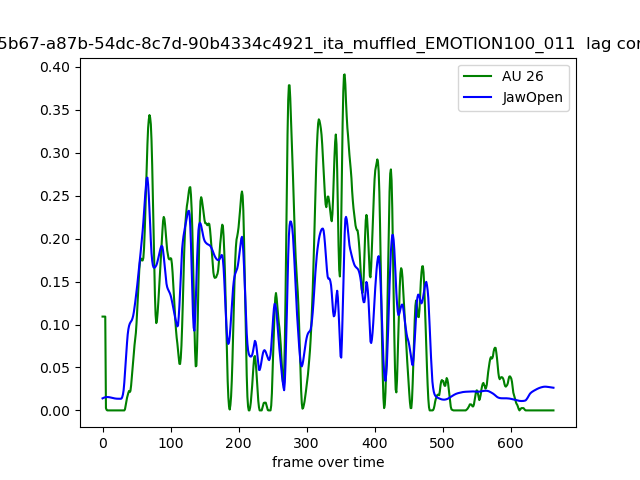 5b67-a87b-54dc-8c7d-90b4334c4921_ita_muffled_EMOTION100_011 lag
AU 26
JawOpen
0.40
0.35
0.30
0.25
0.20
0.15
0.10
0.05
0.00
0 100 200 300 400 500 600
frame over time